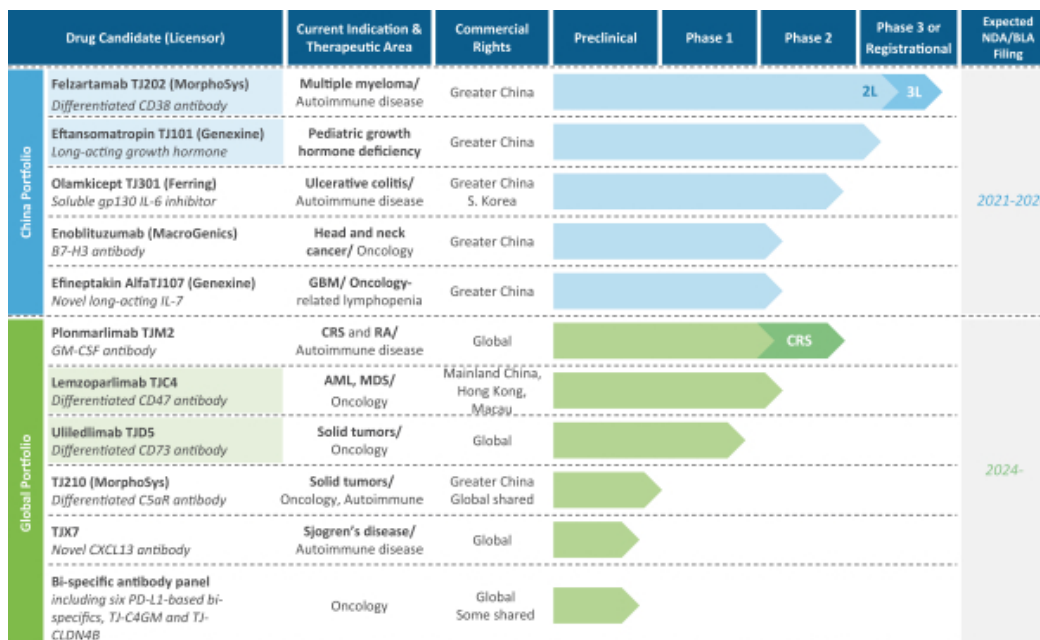 Drug Candidate (Licensor)
Current Indication &
Therapeutic Area
Commercial
Rights
Preclinical
Phase 1
Phase 2
Phase 3 or
Registrational
Expected
NDA/BLA
Filing
China Portfolio
Felzartamab TJ202 (MorphoSys)
Differentiated CD38 antibody
Multiple myeloma/
Autoimmune disease
Greater China
2L
3L
Eftansomatropin TJ101 (Genexine)
Long-acting growth hormone
Pediatric growth
hormone deficiency
Greater China
Olamkicept TJ301 (Ferring)
Soluble gp130 IL-6 inhibitor
Ulcerative colitis/
Autoimmune disease
Greater China
S. Korea
2021-202
Enoblituzumab (MacroGenics)
B7-H3 antibody
Head and neck
cancer/ Oncology
Greater China
Efineptakin AlfaTJ107 (Genexine)
Novel long-acting IL-7
GBM/ Oncology-
related lymphopenia
Greater China
Global Portfolio
Plonmarlimab TJM2
GM-CSF antibody
CRS and RA/
Autoimmune disease
Global
CRS
Lemzoparlimab TJC4
Differentiated CD47 antibody
AML, MDS/
Oncology
Mainland China,
Hong Kong,
Macau
Uliledlimab TJD5
Differentiated CD73 antibody
Solid tumors/
Oncology
Global
2024-
TJ210 (MorphoSys)
Differentiated C5aR antibody
Solid tumors/
Oncology, Autoimmune
Greater China
Global shared
TJX7
Novel CXCL13 antibody
Sjogren's disease/
Autoimmune disease
Global
Bi-specific antibody panel
including six PD-L1-based bi-
specifics, TJ-C4GM and TJ-
CLDN4B
Oncology
Global
Some shared